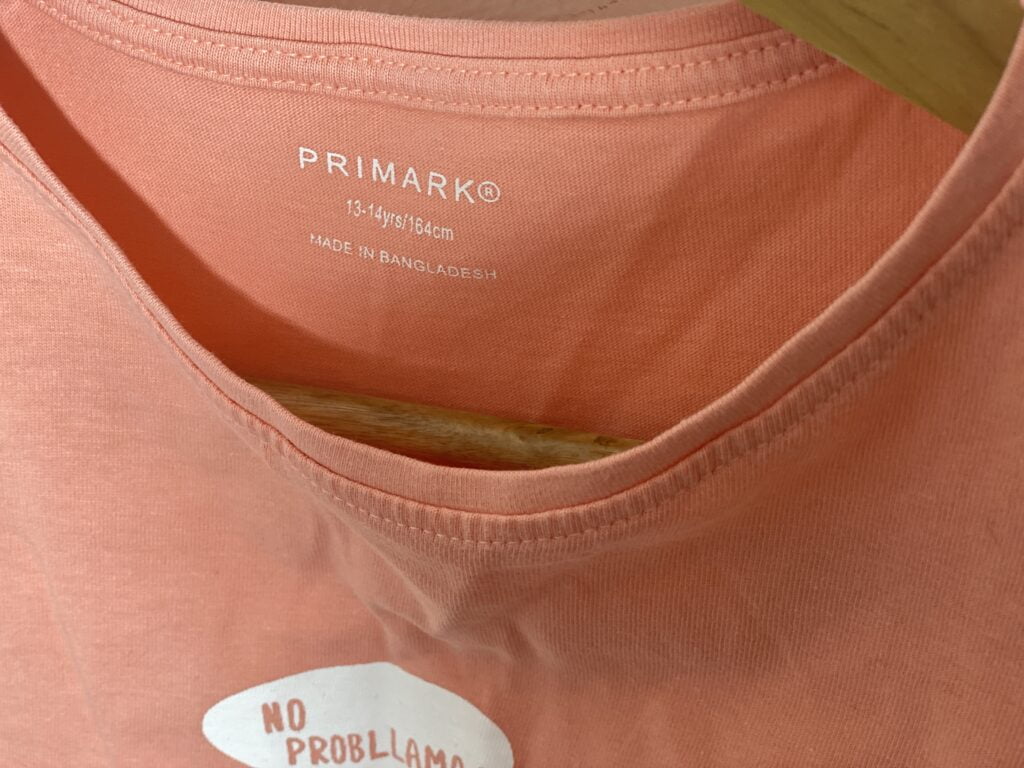 PRIMARK®
13-14yrs/164cm
MADE IN BANGLADESH
NO
PROBLLAMA